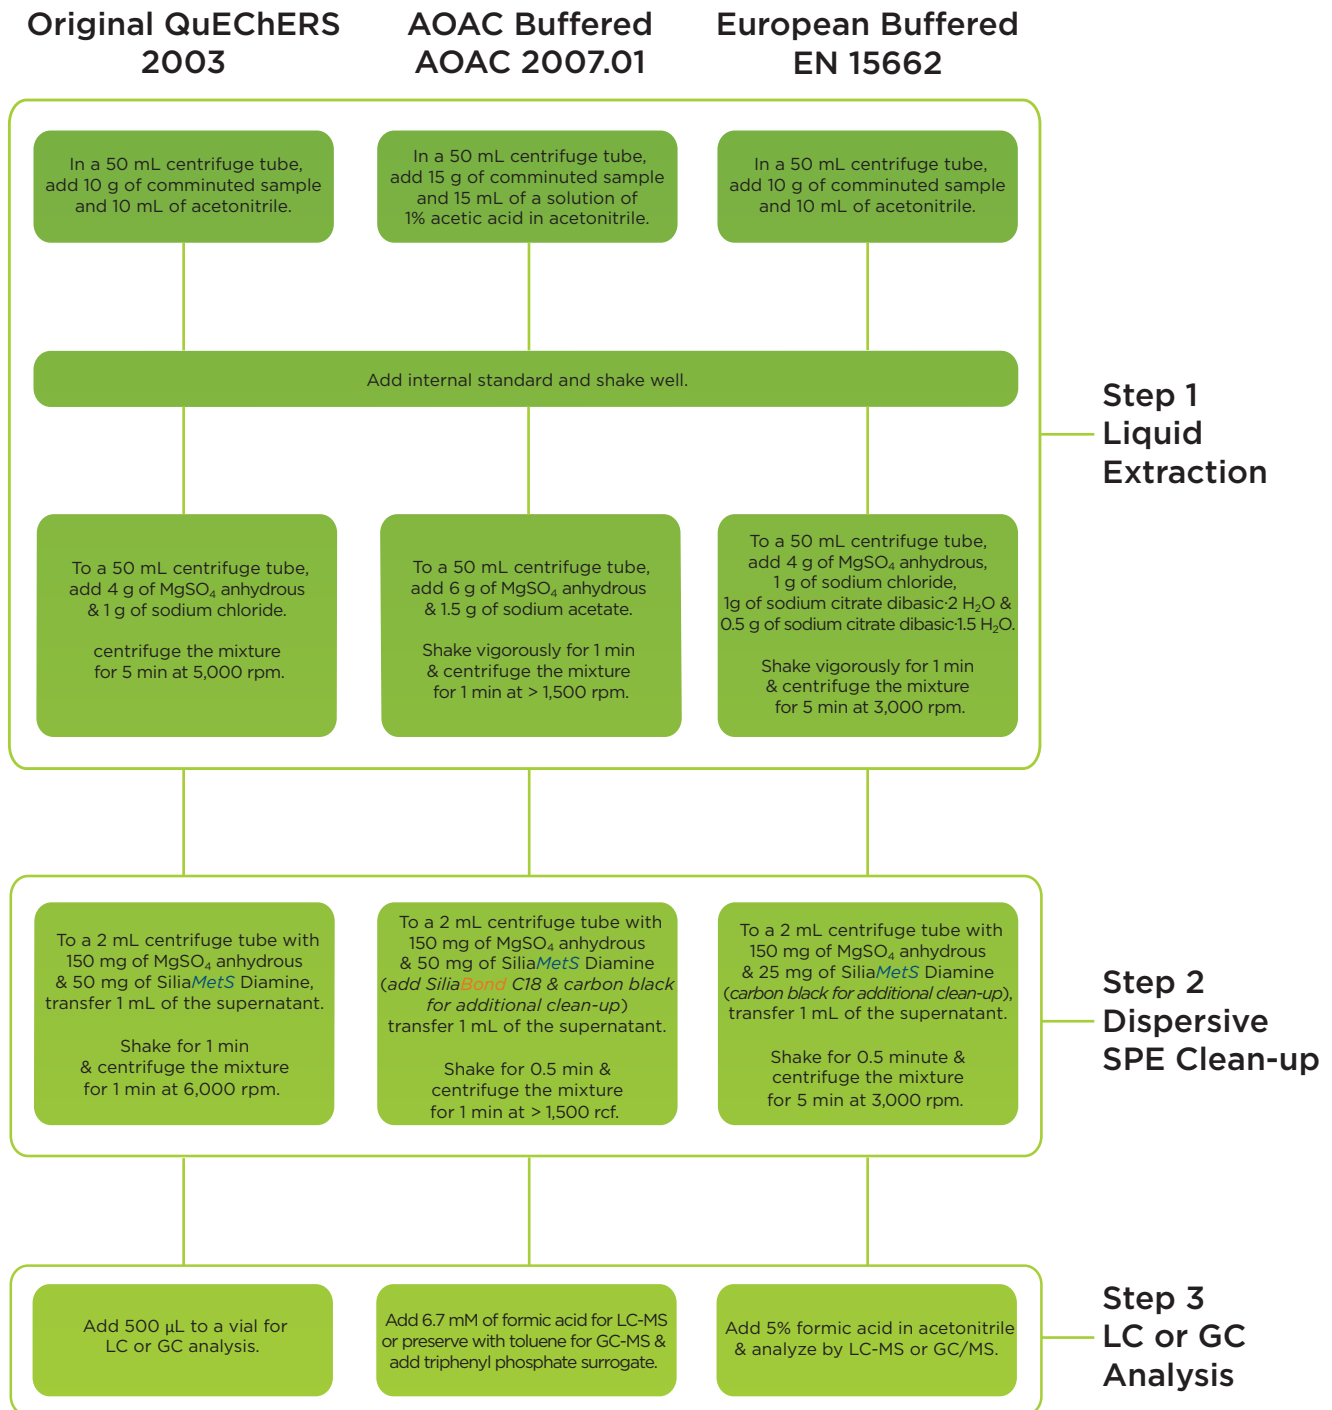 Original QuEChERS
2003
AOAC Buffered
AOAC 2007.01
European Buffered
EN 15662
In a 50 mL centrifuge tube,
add 10 g of comminuted sample
and 10 mL of acetonitrile.
In a 50 mL centrifuge tube,
add 15 g of comminuted sample
and 15 mL of a solution of
1% acetic acid in acetonitrile.
In a 50 mL centrifuge tube,
add 10 g of comminuted sample
and 10 mL of acetonitrile.
Add internal standard and shake well.
To a 50 mL centrifuge tube,
add 4 g of MgSO₄ anhydrous
& 1 g of sodium chloride.
centrifuge the mixture
for 5 min at 5,000 rpm.
To a 50 mL centrifuge tube,
add 6 g of MgSO₄ anhydrous
& 1.5 g of sodium acetate.
Shake vigorously for 1 min
& centrifuge the mixture
for 1 min at > 1,500 rpm.
To a 50 mL centrifuge tube,
add 4 g of MgSO₄ anhydrous,
1 g of sodium chloride,
1g of sodium citrate dibasic·2 H₂O &
0.5 g of sodium citrate dibasic·1.5 H₂O.
Shake vigorously for 1 min
& centrifuge the mixture
for 5 min at 3,000 rpm.
Step 1
Liquid
Extraction
To a 2 mL centrifuge tube with
150 mg of MgSO₄ anhydrous
& 50 mg of SiliaMetS Diamine,
transfer 1 mL of the supernatant.
Shake for 1 min
& centrifuge the mixture
for 1 min at 6,000 rpm.
To a 2 mL centrifuge tube with
150 mg of MgSO₄ anhydrous
& 50 mg of SiliaMetS Diamine
(add SiliaBond C18 & carbon black
for additional clean-up)
transfer 1 mL of the supernatant.
Shake for 0.5 min &
centrifuge the mixture
for 1 min at > 1,500 rcf.
To a 2 mL centrifuge tube with
150 mg of MgSO₄ anhydrous
& 25 mg of SiliaMetS Diamine
(carbon black for additional clean-up),
transfer 1 mL of the supernatant.
Shake for 0.5 minute &
centrifuge the mixture
for 5 min at 3,000 rpm.
Step 2
Dispersive
SPE Clean-up
Add 500 µL to a vial for
LC or GC analysis.
Add 6.7 mM of formic acid for LC-MS
or preserve with toluene for GC-MS &
add triphenyl phosphate surrogate.
Add 5% formic acid in acetonitrile
& analyze by LC-MS or GC/MS.
Step 3
LC or GC
Analysis